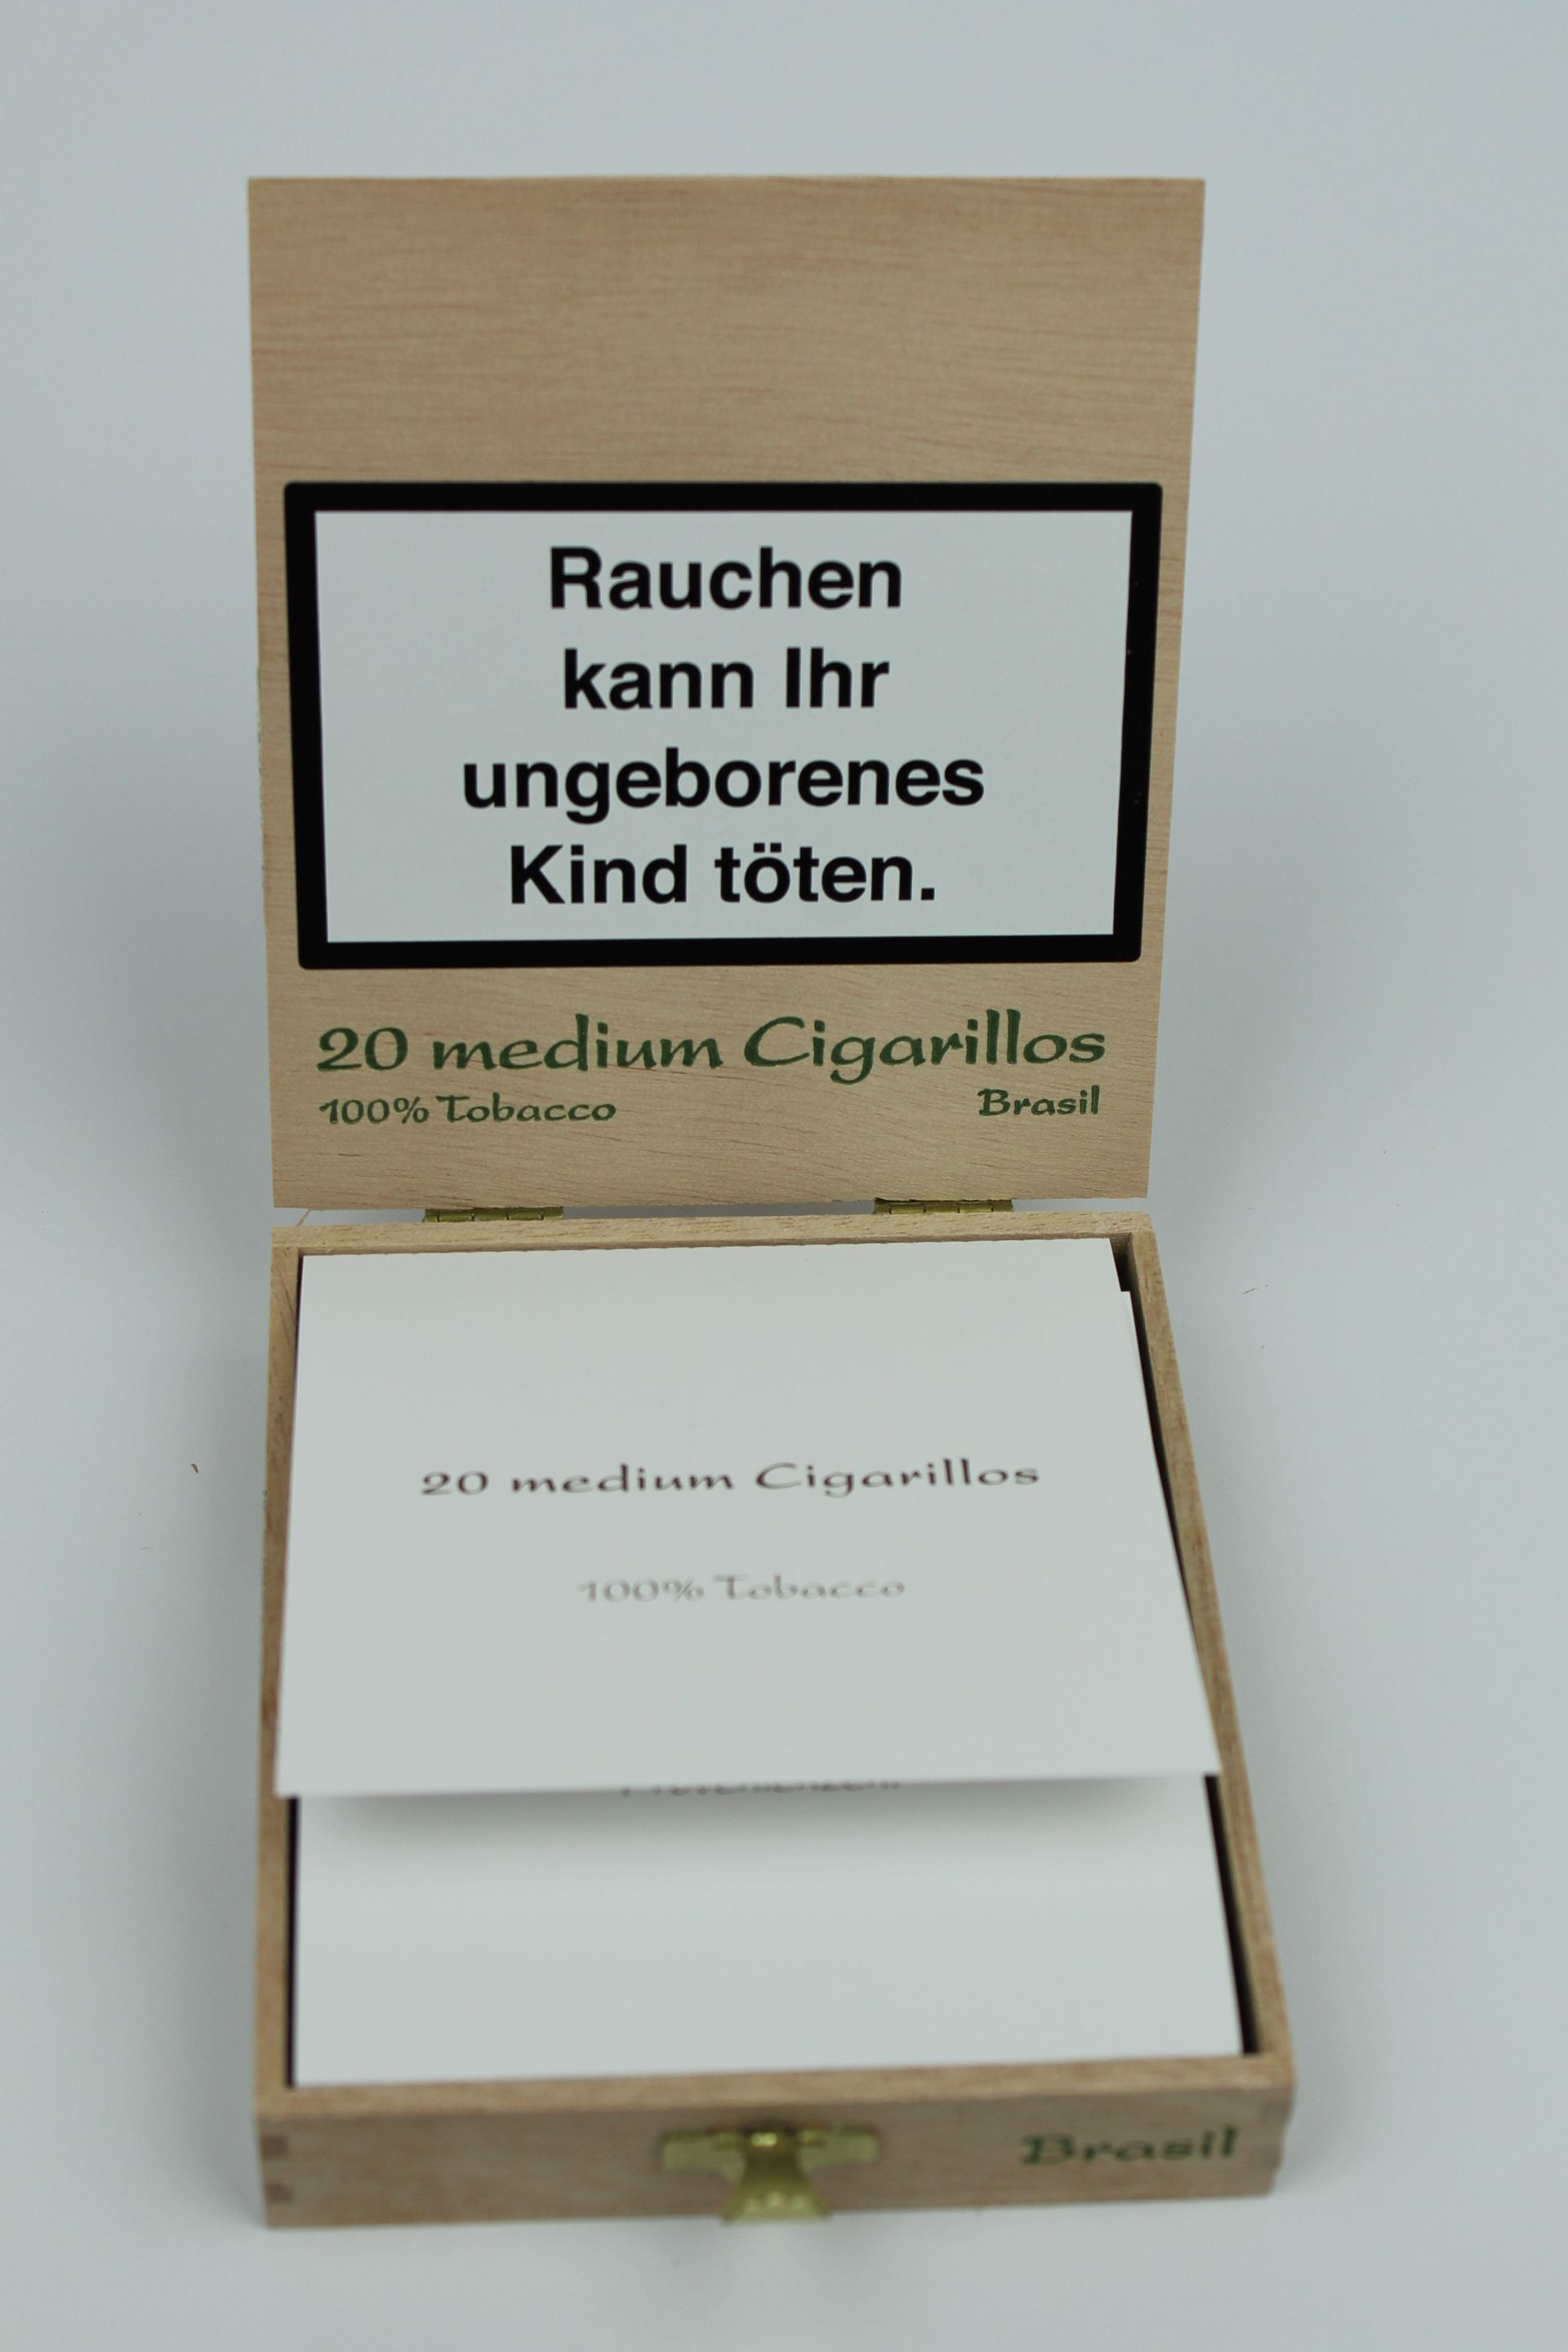 Rauchen
kann Ihr
ungeborenes
Kind töten.
20 medium Cigarillos
100% Tobacco Brasil
20 medium Cigarillos
100% Tobacco
Brasil